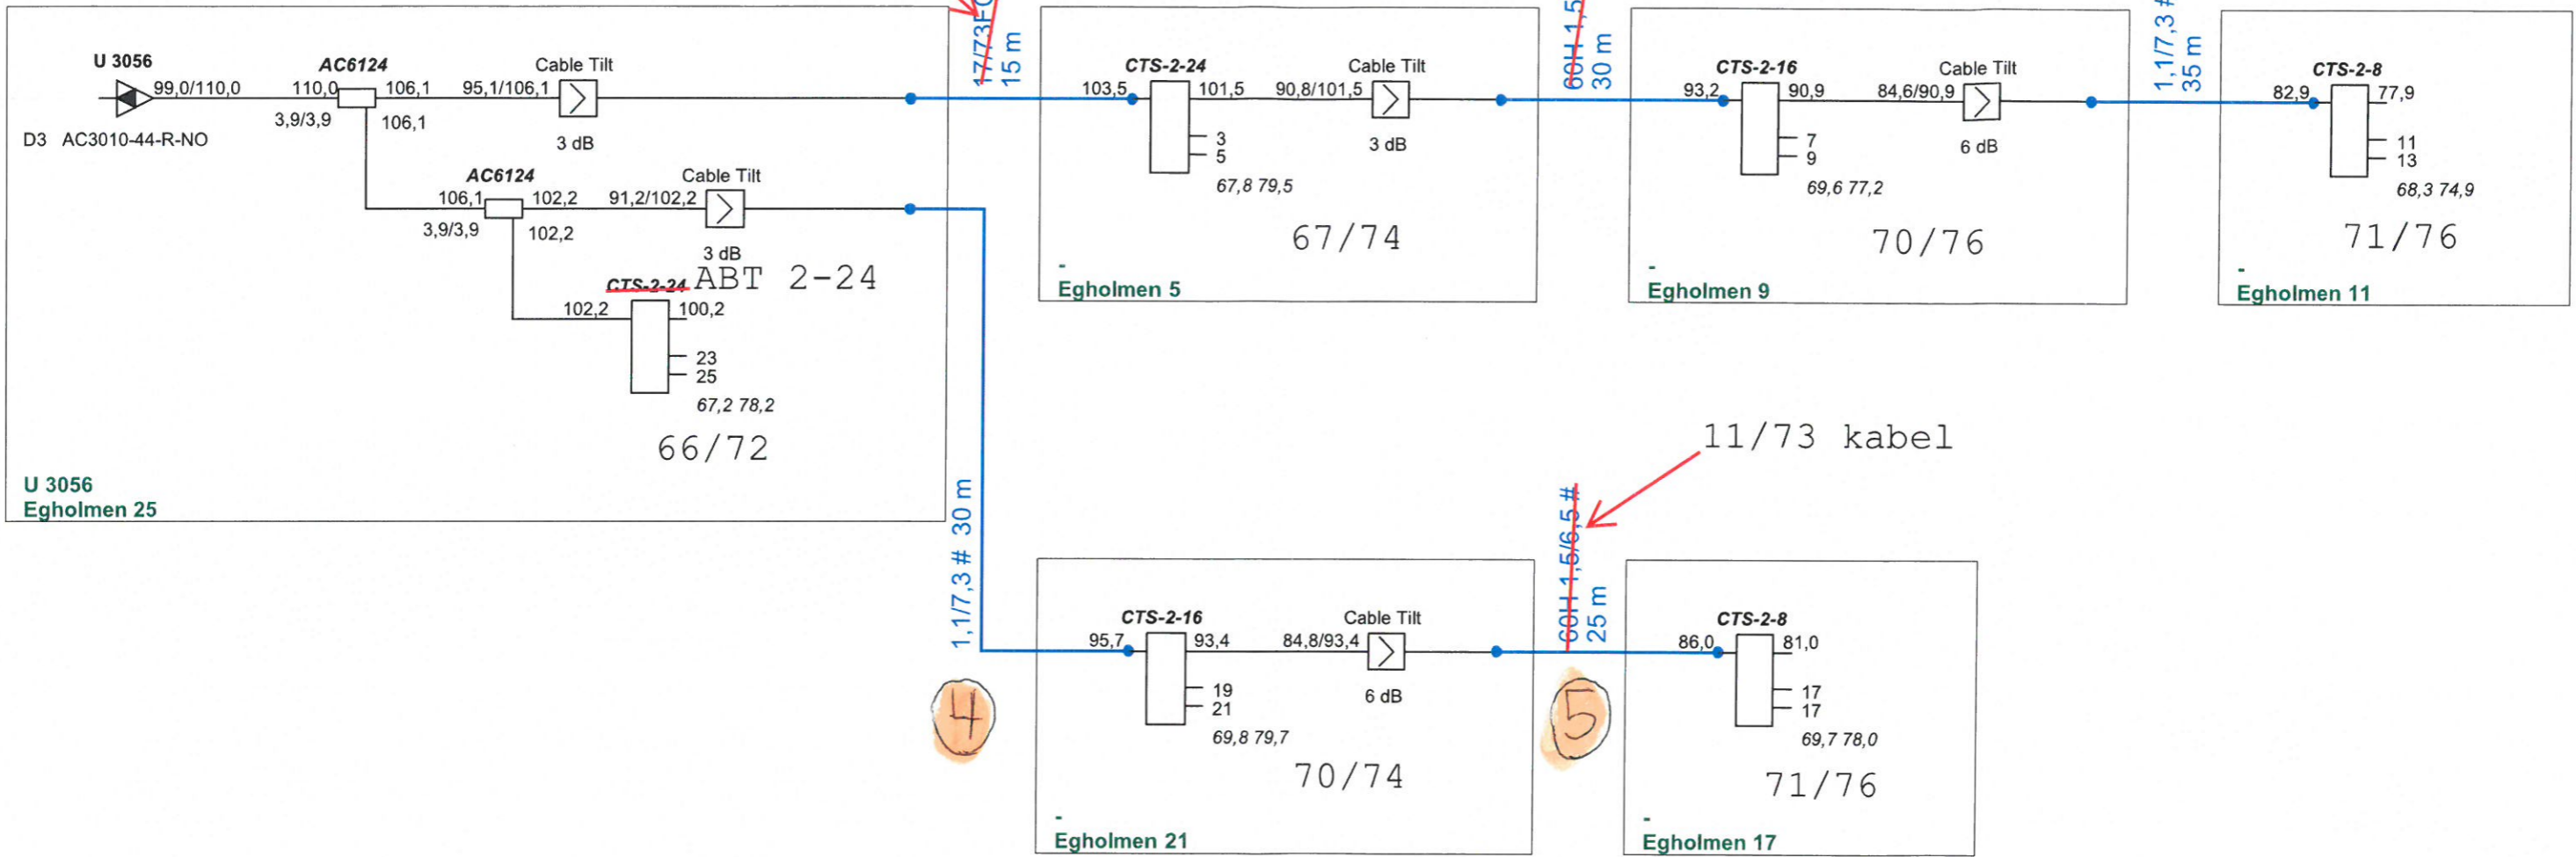 U 3056
99,0/110,0
D3 AC3010-44-R-NO
AC6124
110,0
106,1
3,9/3,9
106,1
95,1/106,1
Cable Tilt
3 dB
AC6124
106,1
102,2
3,9/3,9
102,2
91,2/102,2
Cable Tilt
3 dB
CTS-2-24 ABT 2-24
102,2
100,2
23
25
67,2 78,2
66/72
U 3056
Egholmen 25
15 m
CTS-2-24
103,5
101,5
90,8/101,5
Cable Tilt
3 dB
3
5
67,8 79,5
67/74
-
Egholmen 5
60H 1,5
30 m
CTS-2-16
93,2
90,9
84,6/90,9
Cable Tilt
6 dB
7
9
69,6 77,2
70/76
-
Egholmen 9
1,1/7,3 #
35 m
CTS-2-8
82,9
77,9
11
13
68,3 74,9
71/76
-
Egholmen 11
1,1/7,3 # 30 m
4
CTS-2-16
95,7
93,4
84,8/93,4
Cable Tilt
6 dB
19
21
69,8 79,7
70/74
-
Egholmen 21
11/73 kabel
60H 1,5/6,5 #
25 m
5
CTS-2-8
86,0
81,0
17
17
69,7 78,0
71/76
-
Egholmen 17